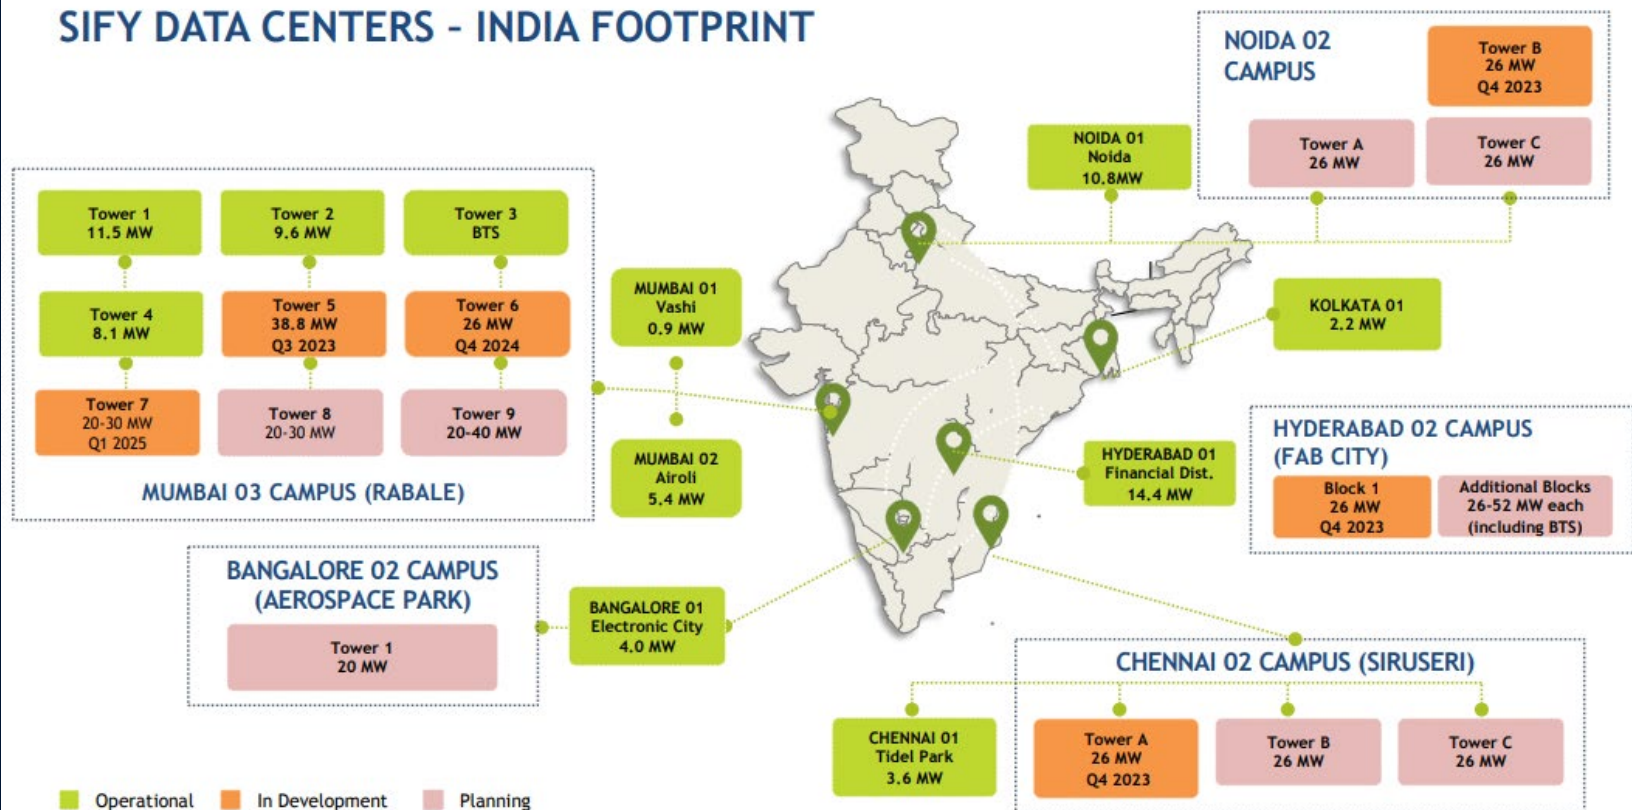 SIFY DATA CENTERS – INDIA FOOTPRINT
NOIDA 02
CAMPUS
Tower B
26 MW
Q4 2023
Tower A
26 MW
Tower C
26 MW
NOIDA 01
Noida
10.8MW
Tower 1
11.5 MW
Tower 2
9.6 MW
Tower 3
BTS
Tower 4
8.1 MW
Tower 5
38.8 MW
Q3 2023
Tower 6
26 MW
Q4 2024
Tower 7
20-30 MW
Q1 2025
Tower 8
20-30 MW
Tower 9
20-40 MW
MUMBAI 03 CAMPUS (RABALE)
MUMBAI 01
Vashi
0.9 MW
MUMBAI 02
Airoli
5.4 MW
KOLKATA 01
2.2 MW
HYDERABAD 01
Financial Dist.
14.4 MW
HYDERABAD 02 CAMPUS
(FAB CITY)
Block 1
26 MW
Q4 2023
Additional Blocks
26-52 MW each
(including BTS)
BANGALORE 02 CAMPUS
(AEROSPACE PARK)
Tower 1
20 MW
BANGALORE 01
Electronic City
4.0 MW
CHENNAI 02 CAMPUS (SIRUSERI)
CHENNAI 01
Tidel Park
3.6 MW
Tower A
26 MW
Q4 2023
Tower B
26 MW
Tower C
26 MW
Operational
In Development
Planning